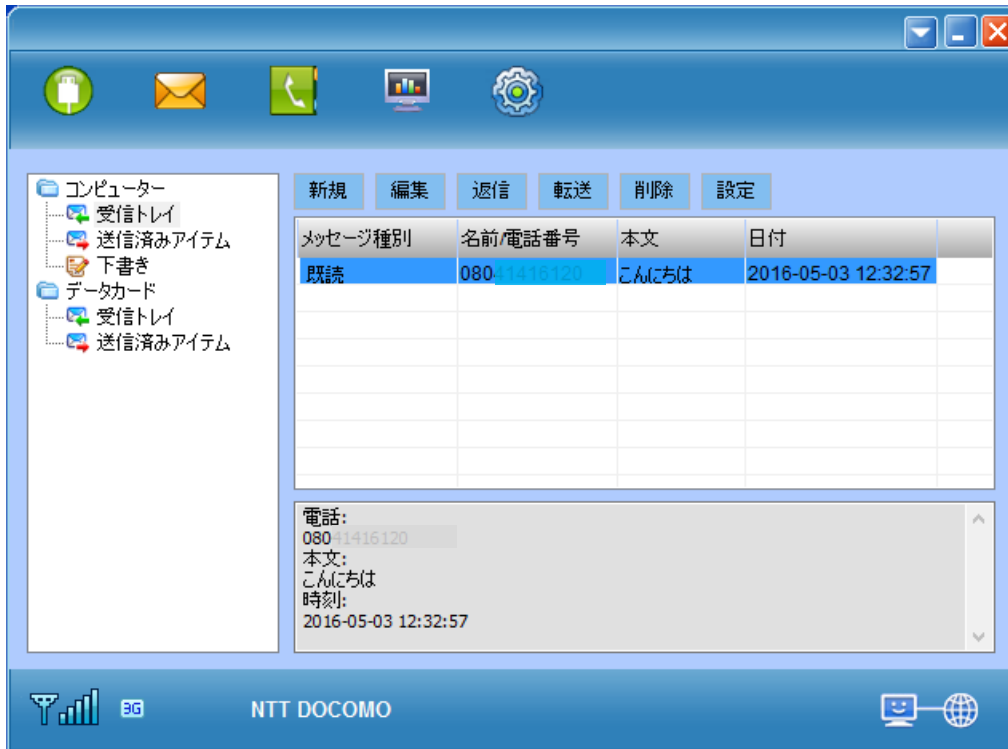 コンピューター
受信トレイ
送信済みアイテム
下書き
データカード
受信トレイ
送信済みアイテム
新規 編集 返信 転送 削除 設定
メッセージ種別 名前/電話番号 本文 日付
既読 080 こんにちは 2016-05-03 12:32:57
電話:
080
本文:
こんにちは
時刻:
2016-05-03 12:32:57
3G NTT DOCOMO